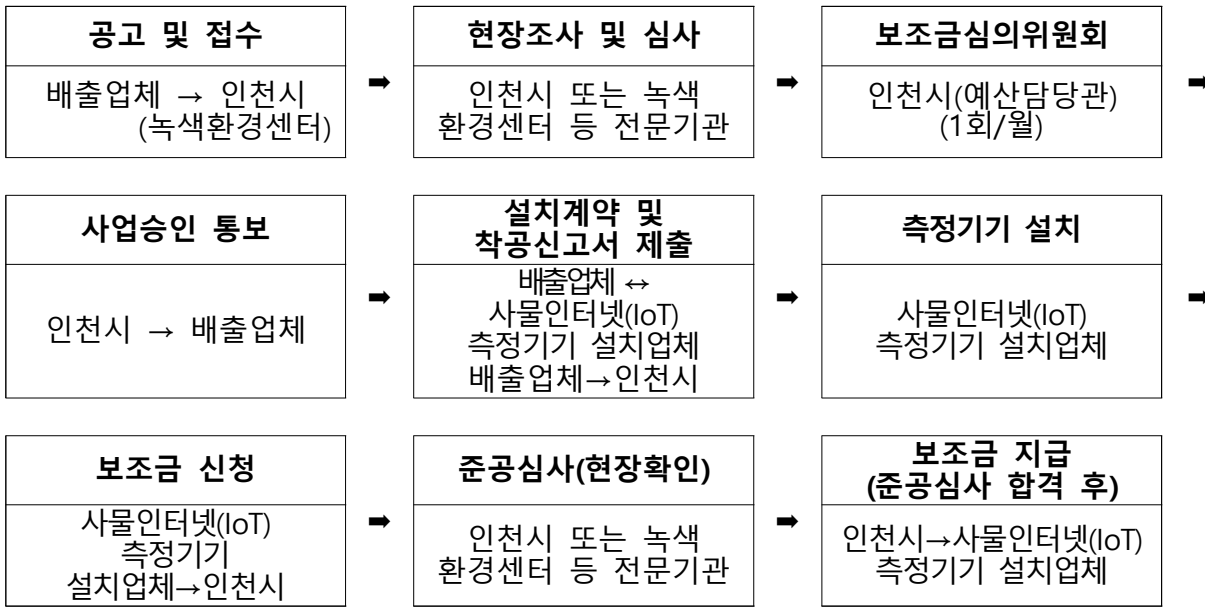 공고 및 접수
배출업체 → 인천시
(녹색환경센터)
➡
현장조사 및 심사
인천시 또는 녹색
환경센터 등 전문기관
➡
보조금심의위원회
인천시(예산담당관)
(1회/월)
➡
사업승인 통보
인천시 → 배출업체
➡
설치계약 및
착공신고서 제출
배출업체 ↔
사물인터넷(IoT)
측정기기 설치업체
배출업체→인천시
➡
측정기기 설치
사물인터넷(IoT)
측정기기 설치업체
➡
보조금 신청
사물인터넷(IoT)
측정기기
설치업체→인천시
➡
준공심사(현장확인)
인천시 또는 녹색
환경센터 등 전문기관
➡
보조금 지급
(준공심사 합격 후)
인천시→사물인터넷(IoT)
측정기기 설치업체